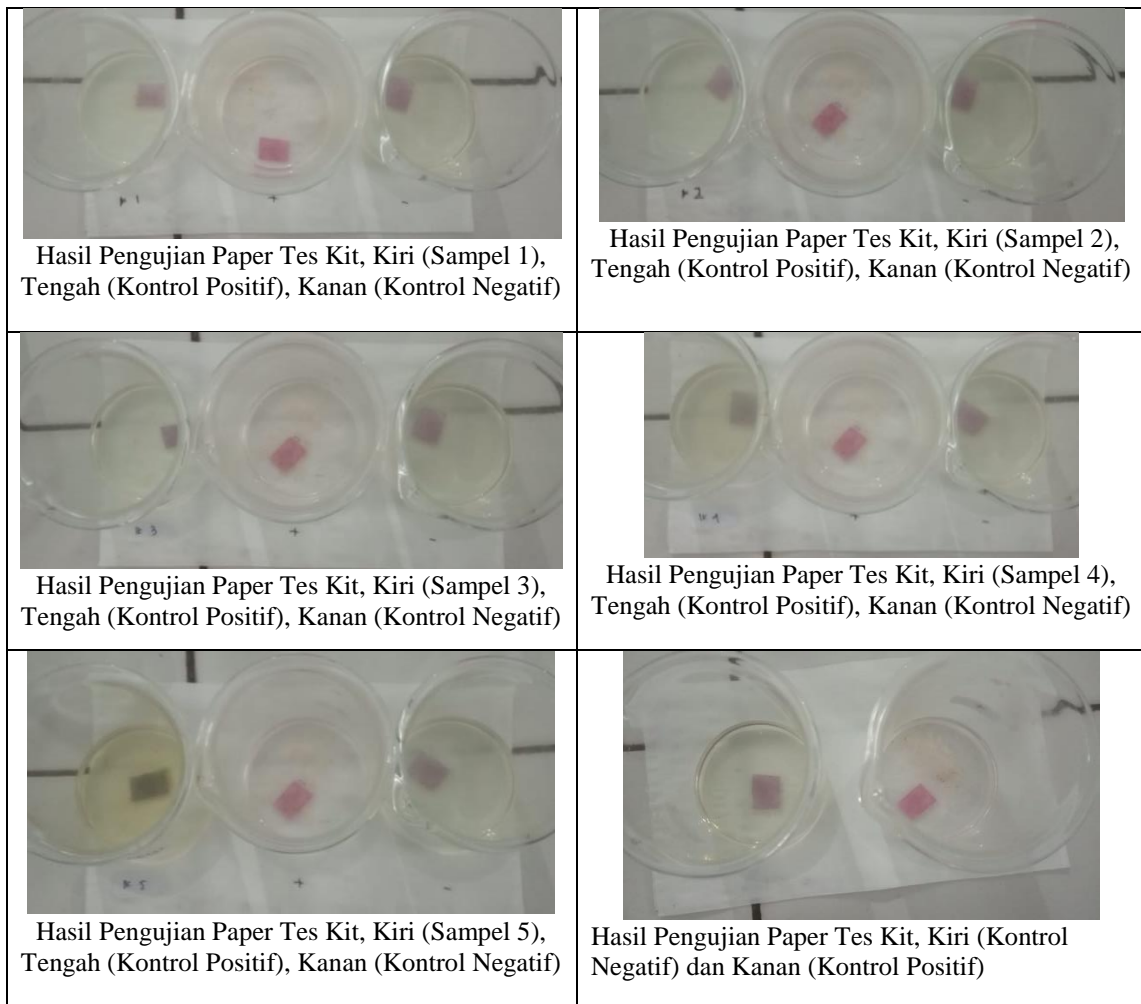 * 1 + -
Hasil Pengujian Paper Tes Kit, Kiri (Sampel 1),
Tengah (Kontrol Positif), Kanan (Kontrol Negatif)
* 2
Hasil Pengujian Paper Tes Kit, Kiri (Sampel 2),
Tengah (Kontrol Positif), Kanan (Kontrol Negatif)
* 3 + -
Hasil Pengujian Paper Tes Kit, Kiri (Sampel 3),
Tengah (Kontrol Positif), Kanan (Kontrol Negatif)
+ -
Hasil Pengujian Paper Tes Kit, Kiri (Sampel 4),
Tengah (Kontrol Positif), Kanan (Kontrol Negatif)
* 5 + -
Hasil Pengujian Paper Tes Kit, Kiri (Sampel 5),
Tengah (Kontrol Positif), Kanan (Kontrol Negatif)
Hasil Pengujian Paper Tes Kit, Kiri (Kontrol
Negatif) dan Kanan (Kontrol Positif)